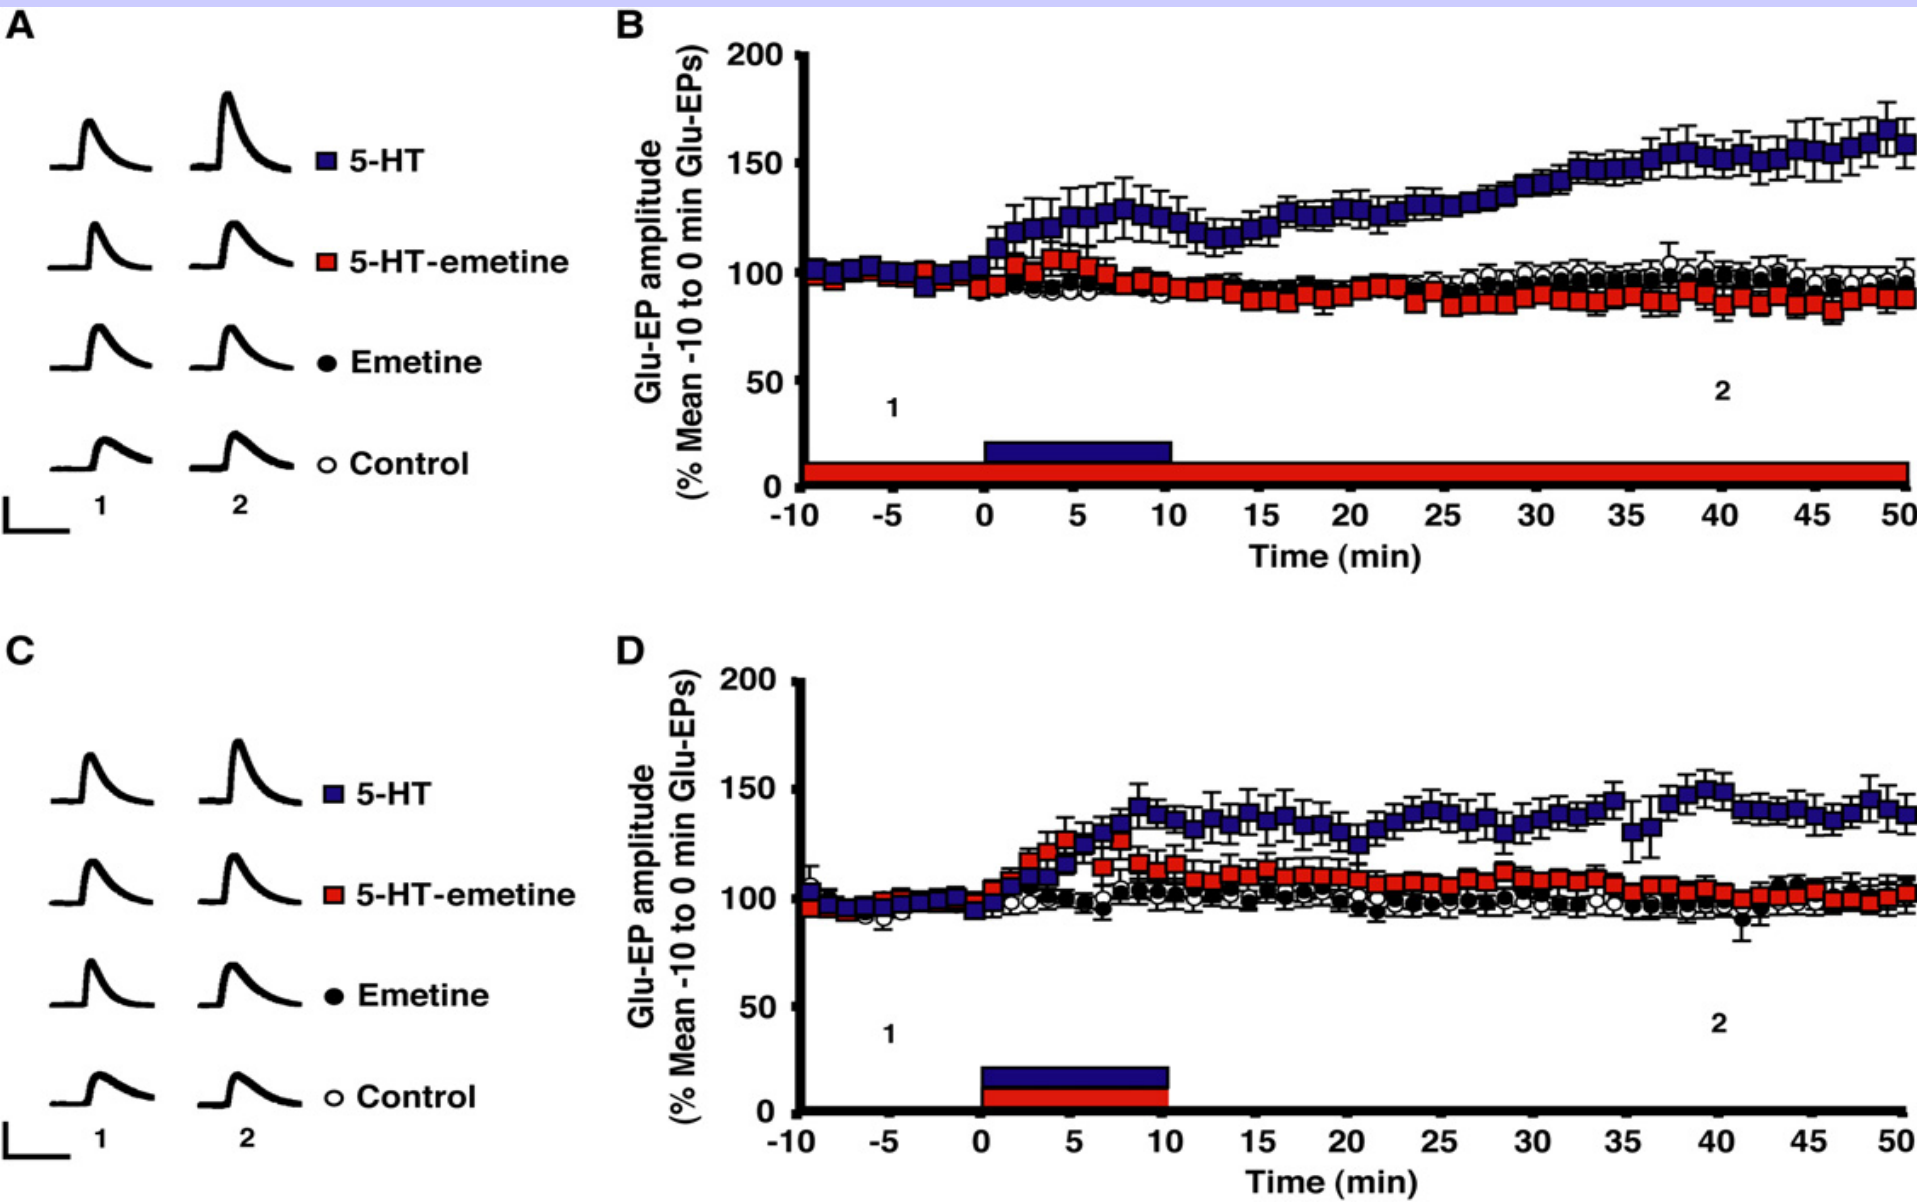 A
5-HT
5-HT-emetine
Emetine
Control
1 2
B
Glu-EP amplitude
(% Mean -10 to 0 min Glu-EPs)
200
150
100
50
0
1 2
-10 -5 0 5 10 15 20 25 30 35 40 45 50
Time (min)
C
5-HT
5-HT-emetine
Emetine
Control
1 2
D
Glu-EP amplitude
(% Mean -10 to 0 min Glu-EPs)
200
150
100
50
0
1 2
-10 -5 0 5 10 15 20 25 30 35 40 45 50
Time (min)